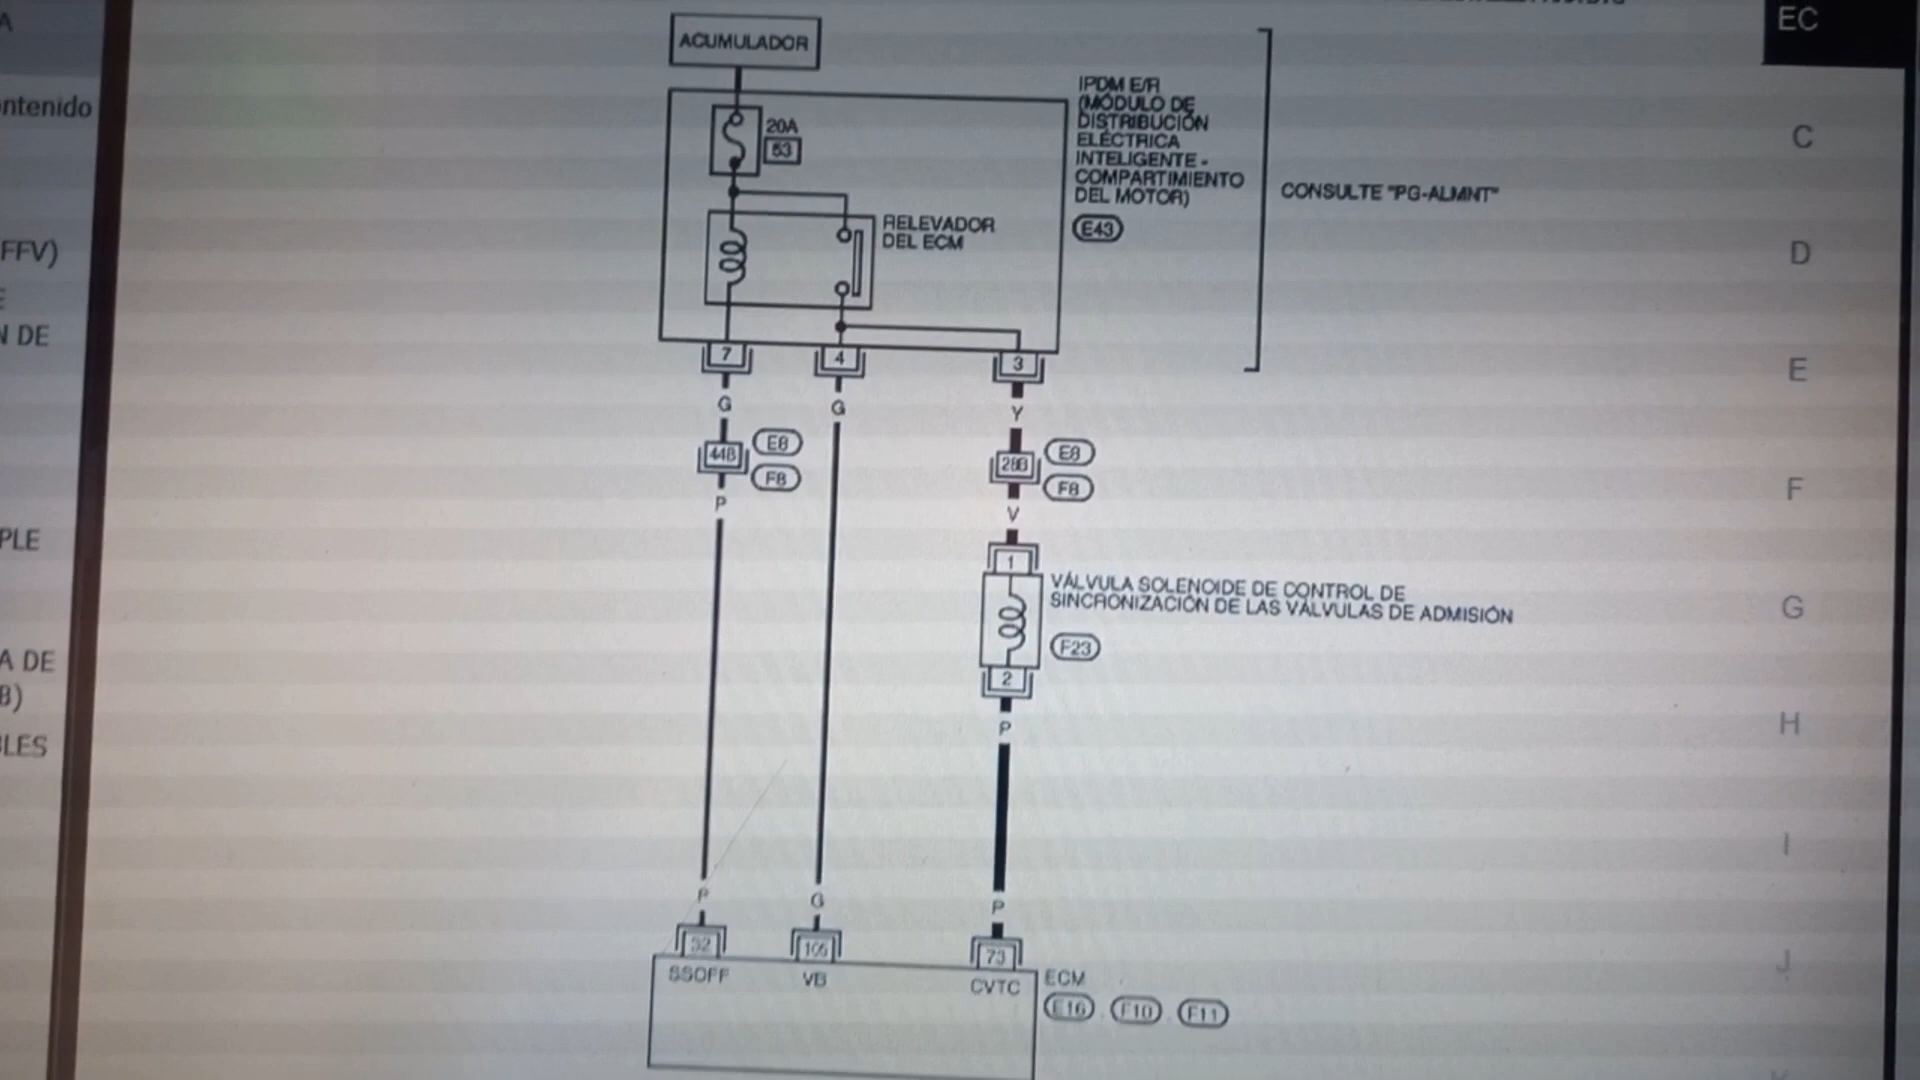 EC
A
ontenido
FFV)
N DE
PLE
A DE
B)
BLES
ACUMULADOR
20A
53
RELEVADOR
DEL ECM
IPDM E/R
(MÓDULO DE
DISTRIBUCIÓN
ELÉCTRICA
INTELIGENTE -
COMPARTIMIENTO
DEL MOTOR)
E43
CONSULTE "PG-ALMNT"
7
4
3
G
G
Y
44B
E8
F8
28B
E8
F8
P
V
1
VÁLVULA SOLENOIDE DE CONTROL DE
SINCRONIZACIÓN DE LAS VÁLVULAS DE ADMISIÓN
F23
2
P
P
G
P
32
105
73
SSOFF
VB
CVTC
ECM
E16 , F10 , F11
C
D
E
F
G
H
I
J